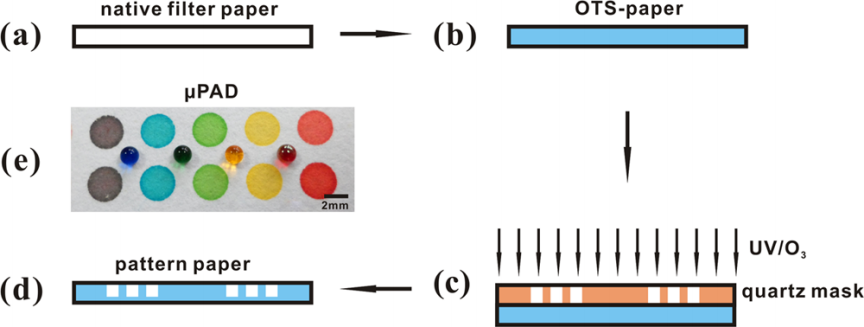 (a) native filter paper
(b) OTS-paper
μPAD
(e)
2mm
UV/O₃
(d) pattern paper
(c) quartz mask